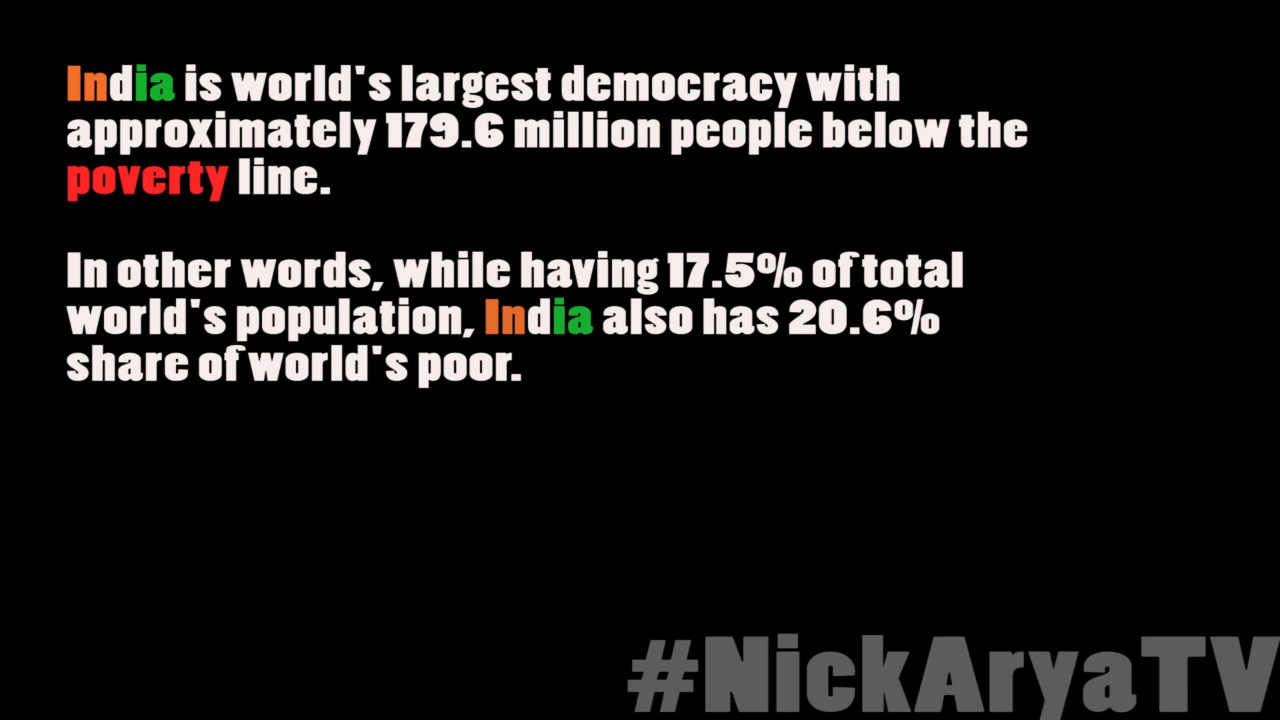 India is world's largest democracy with
approximately 179.6 million people below the
poverty line.
In other words, while having 17.5% of total
world's population, India also has 20.6%
share of world's poor.
#NickAryaTV